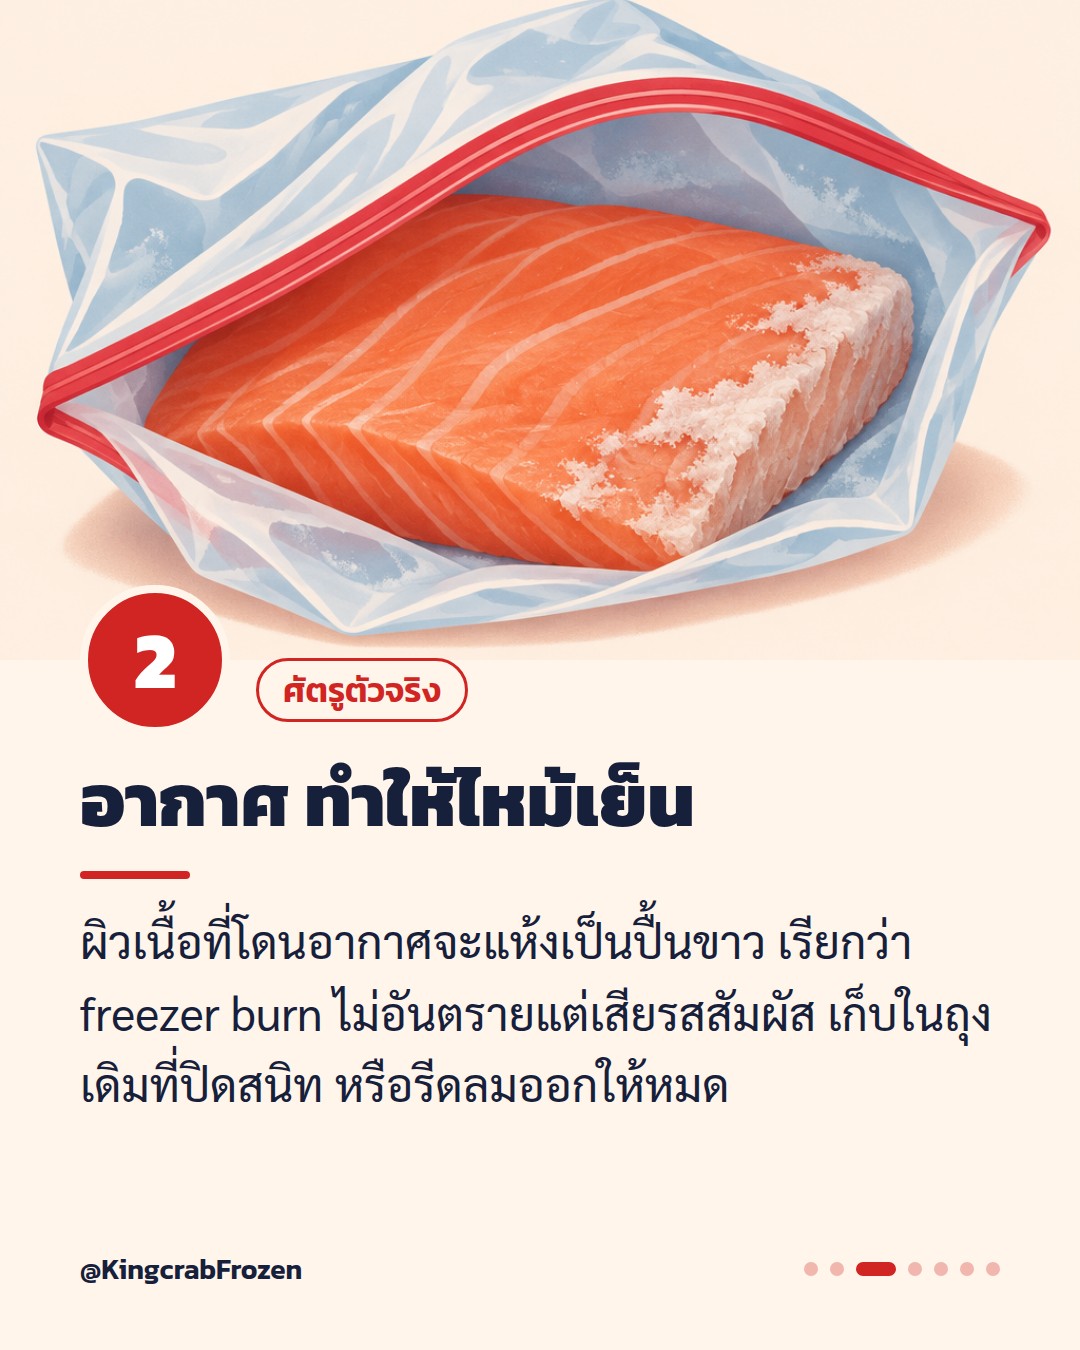 2
ศัตรูตัวจริง
อากาศ ทำให้ไหม้เย็น
ผิวเนื้อที่โดนอากาศจะแห้งเป็นปื้นขาว เรียกว่า
freezer burn ไม่อันตรายแต่เสียรสสัมผัส เก็บในถุง
เดิมที่ปิดสนิท หรือรีดลมออกให้หมด
@KingcrabFrozen